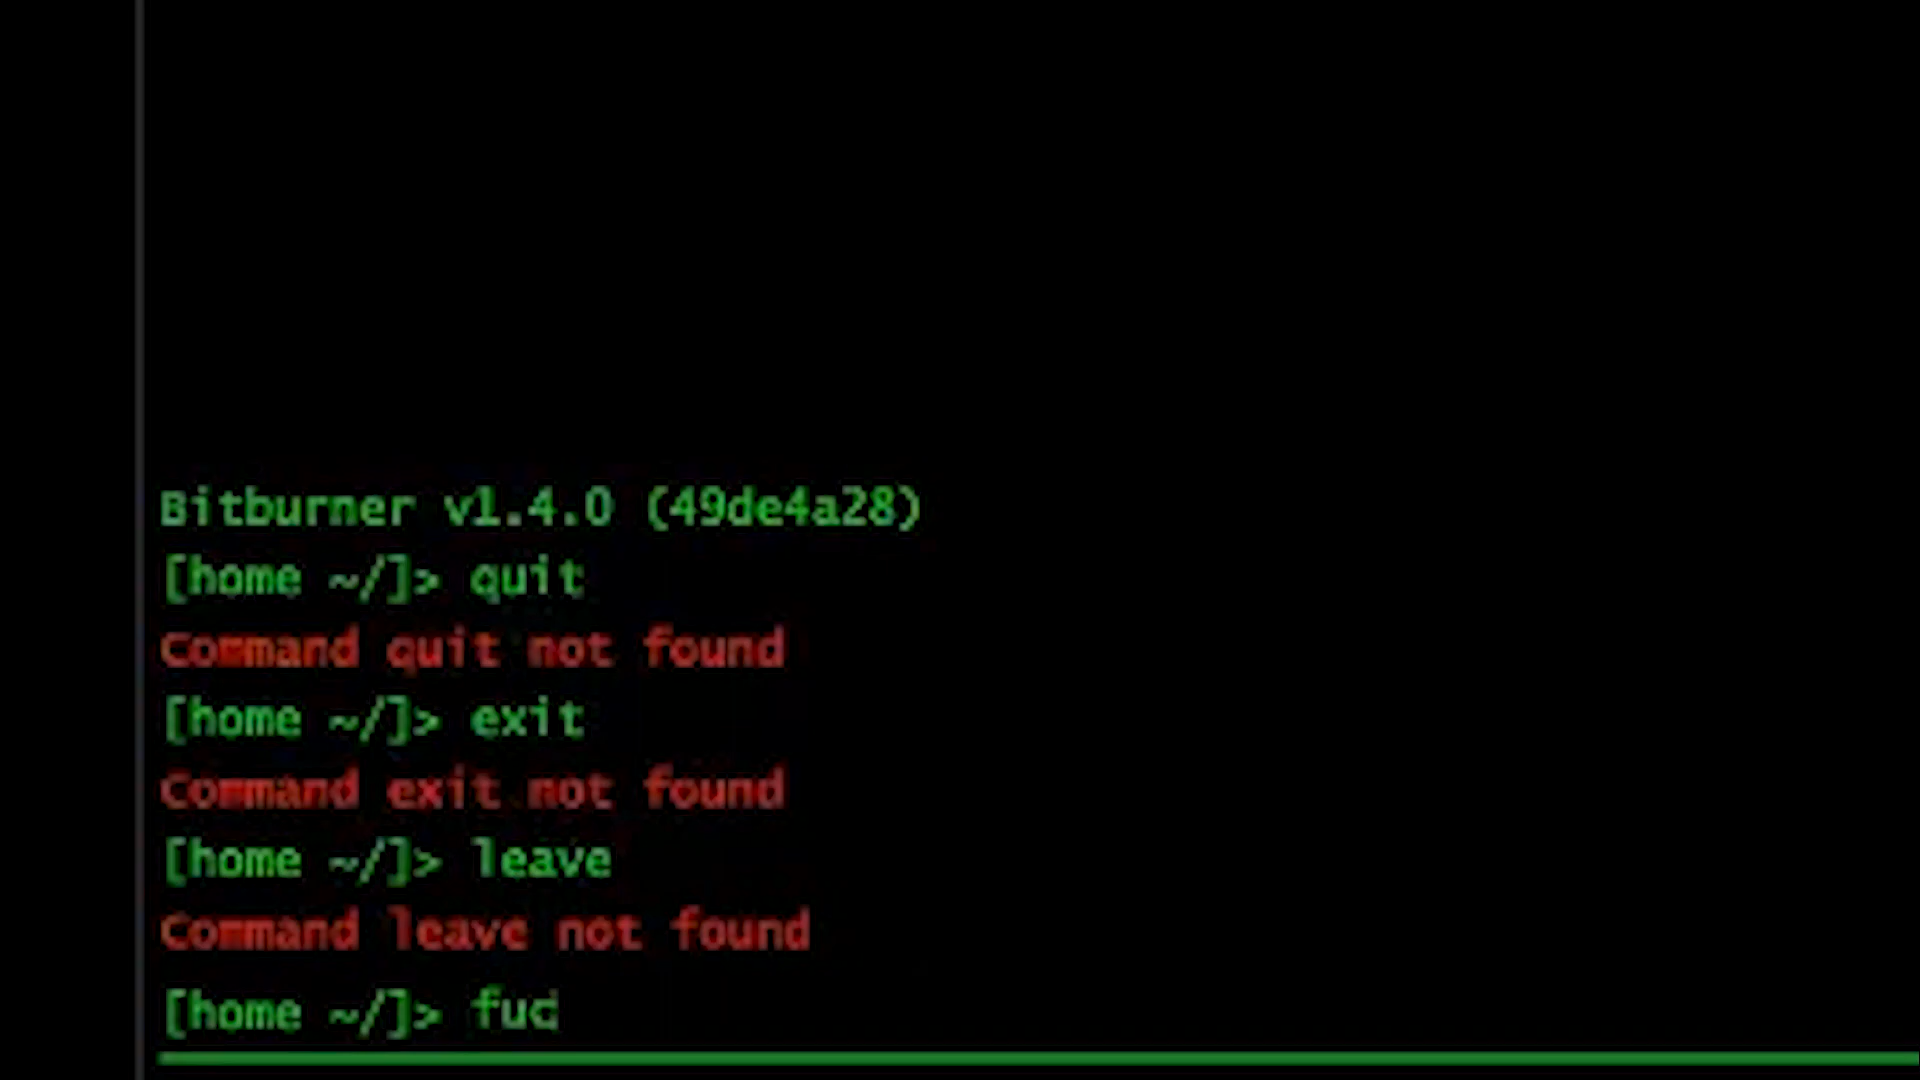 Bitburner v1.4.0 (49de4a28)
[home ~/]> quit
Command quit not found
[home ~/]> exit
Command exit not found
[home ~/]> leave
Command leave not found
[home ~/]> fuc